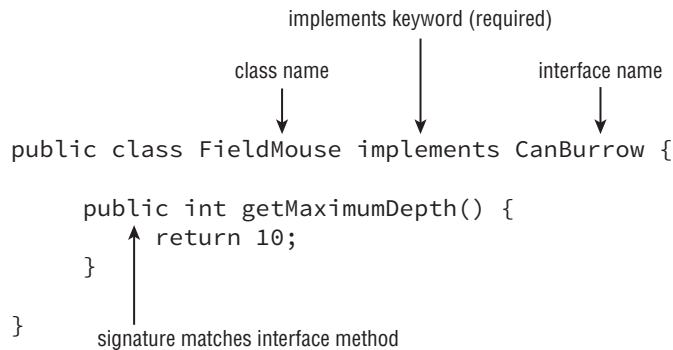 implements keyword (required)
class name
interface name
public class FieldMouse implements CanBurrow {
public int getMaximumDepth() {
return 10;
}
}
signature matches interface method